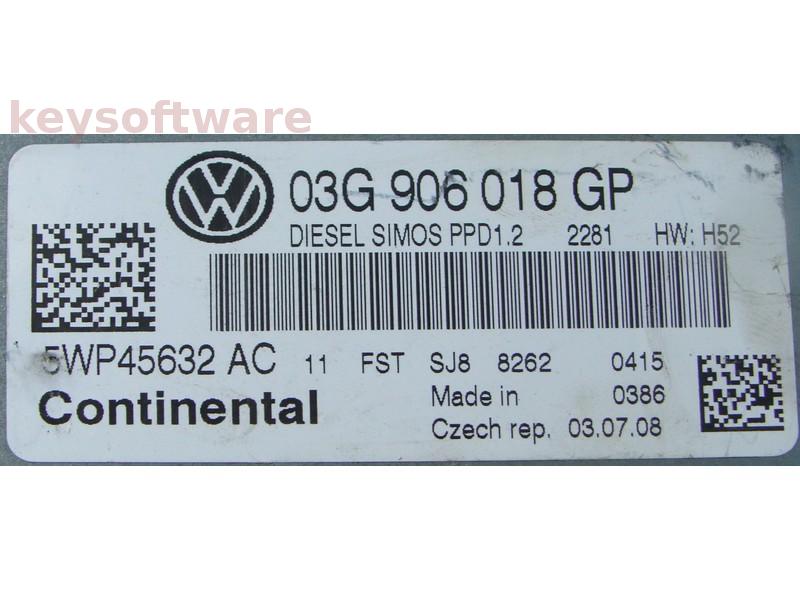 keysoftware
03G 906 018 GP
DIESEL SIMOS PPD1.2 2281 HW: H52
5WP45632 AC 11 FST SJ8 8262 0415
Continental Made in 0386
Czech rep. 03.07.08